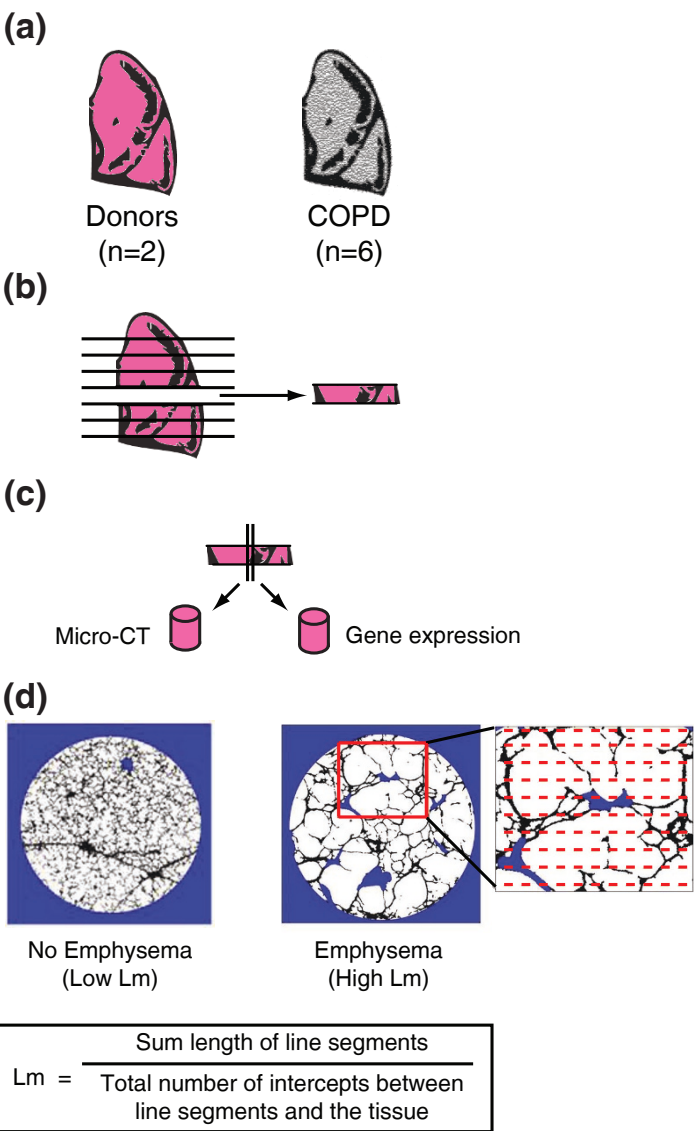 (a)
Donors
(n=2)
COPD
(n=6)
(b)
(c)
Micro-CT
Gene expression
(d)
No Emphysema
(Low Lm)
Emphysema
(High Lm)
Lm =
Sum length of line segments
Total number of intercepts between
line segments and the tissue